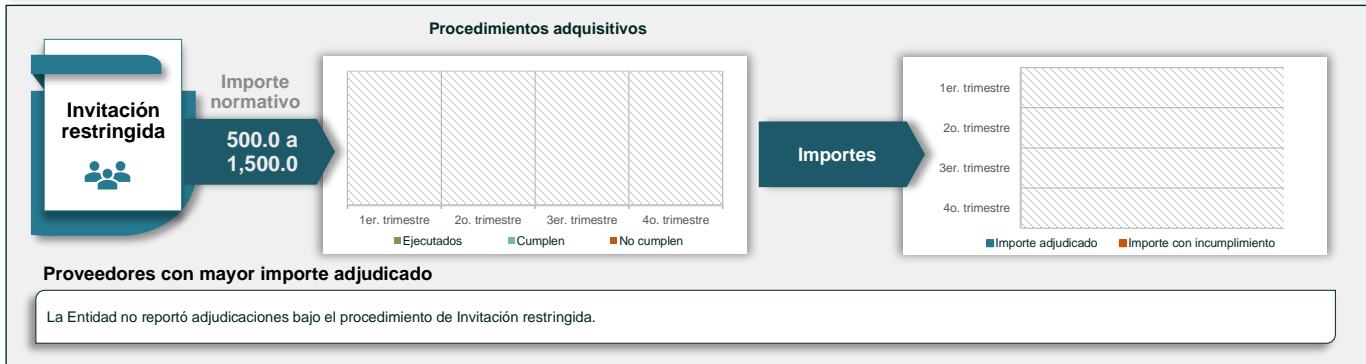 Procedimientos adquisitivos
Invitación
restringida
Importe
normativo
500.0 a
1,500.0
1er. trimestre
2o. trimestre
3er. trimestre
4o. trimestre
Ejecutados
Cumplen
No cumplen
Importes
1er. trimestre
2o. trimestre
3er. trimestre
4o. trimestre
Importe adjudicado
Importe con incumplimiento
Proveedores con mayor importe adjudicado
La Entidad no reportó adjudicaciones bajo el procedimiento de Invitación restringida.